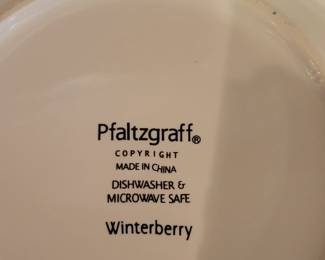 Pfaltzgraff®
COPYRIGHT
MADE IN CHINA
DISHWASHER &
MICROWAVE SAFE
Winterberry